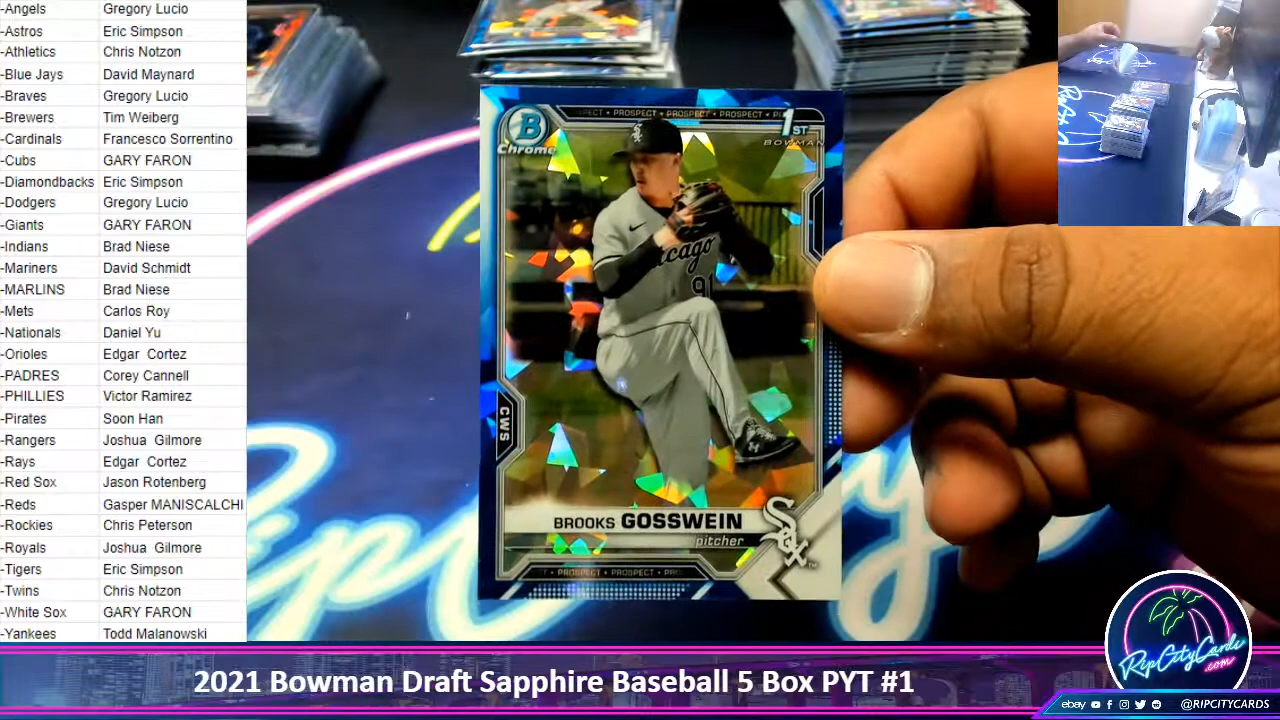 -Angels Gregory Lucio
-Astros Eric Simpson
-Athletics Chris Notzon
-Blue Jays David Maynard
-Braves Gregory Lucio
-Brewers Tim Weiberg
-Cardinals Francesco Sorrentino
-Cubs GARY FARON
-Diamondbacks Eric Simpson
-Dodgers Gregory Lucio
-Giants GARY FARON
-Indians Brad Niese
-Mariners David Schmidt
-MARLINS Brad Niese
-Mets Carlos Roy
-Nationals Daniel Yu
-Orioles Edgar Cortez
-PADRES Corey Cannell
-PHILLIES Victor Ramirez
-Pirates Soon Han
-Rangers Joshua Gilmore
-Rays Edgar Cortez
-Red Sox Jason Rotenberg
-Reds Gasper MANISCALCHI
-Rockies Chris Peterson
-Royals Joshua Gilmore
-Tigers Eric Simpson
-Twins Chris Notzon
-White Sox GARY FARON
-Yankees Todd Malanowski
PROSPECT • PROSPECT • PROSPECT
B
Chrome
1ST
BOWMAN
icago
91
CWS
BROOKS GOSSWEIN
pitcher
Sox
• PROSPECT • PROSPECT •
RipCityCards
.com
2021 Bowman Draft Sapphire Baseball 5 Box PYT #1
ebay @RIPCITYCARDS